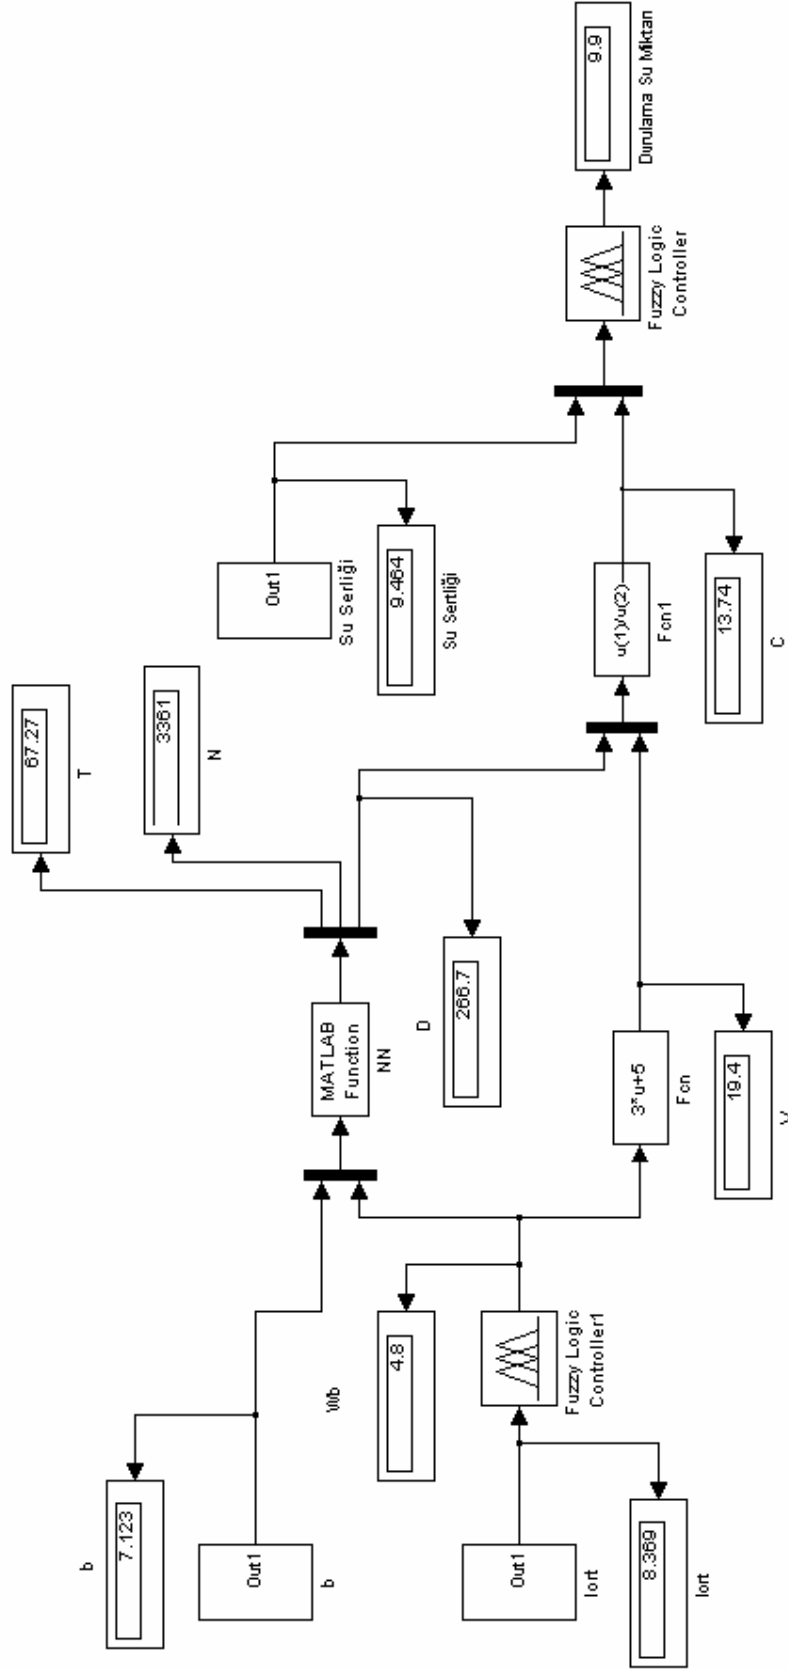 7.123
b
Out1
b
Out1
Iort
8.369
Iort
4.8
Wb
Fuzzy Logic
Controller1
MATLAB
Function
NN
67.27
T
3361
N
266.7
D
3*u+5
Fcn
19.4
Out1
Su Serliği
9.464
Su Sertliği
u(1)/u(2)
Fcn1
13.74
C
Fuzzy Logic
Controller
9.9
Durulama Su Miktarı